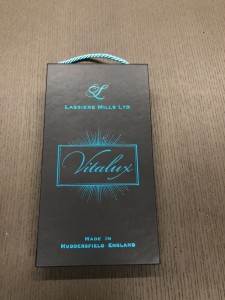 L
LASSIERE MILLS LTD
Vitalux
MADE IN
HUDDERSFIELD ENGLAND